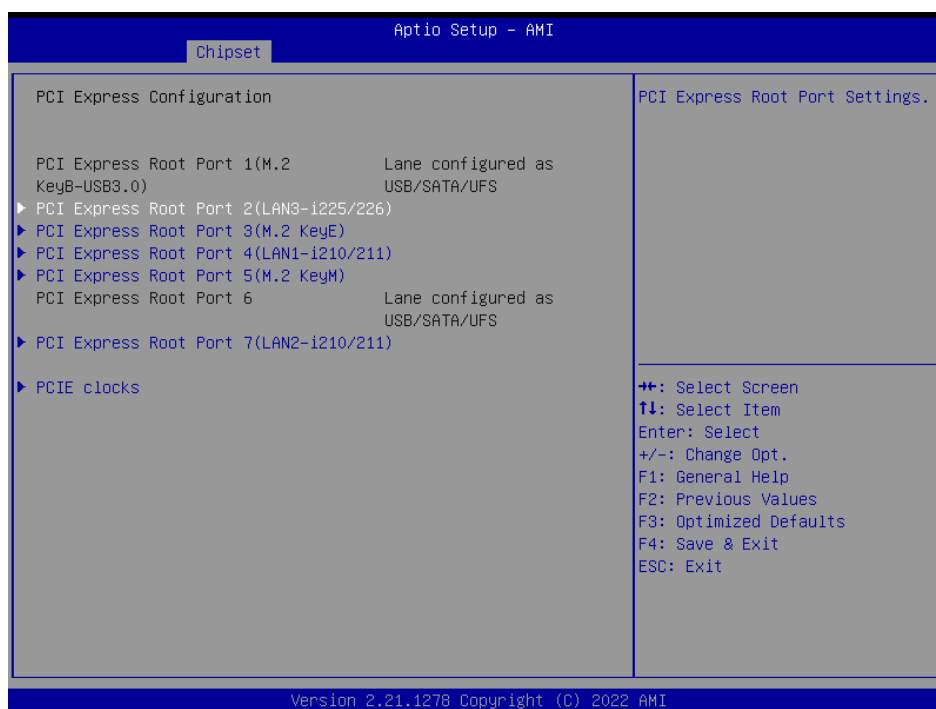 Aptio Setup - AMI
Chipset
PCI Express Configuration
PCI Express Root Port 1(M.2 Lane configured as
KeyB-USB3.0) USB/SATA/UFS
PCI Express Root Port 2(LAN3-i225/226)
PCI Express Root Port 3(M.2 KeyE)
PCI Express Root Port 4(LAN1-i210/211)
PCI Express Root Port 5(M.2 KeyM)
PCI Express Root Port 6 Lane configured as
USB/SATA/UFS
PCI Express Root Port 7(LAN2-i210/211)
PCIE clocks
PCI Express Root Port Settings.
→←: Select Screen
↑↓: Select Item
Enter: Select
+/-: Change Opt.
F1: General Help
F2: Previous Values
F3: Optimized Defaults
F4: Save & Exit
ESC: Exit
Version 2.21.1278 Copyright (C) 2022 AMI